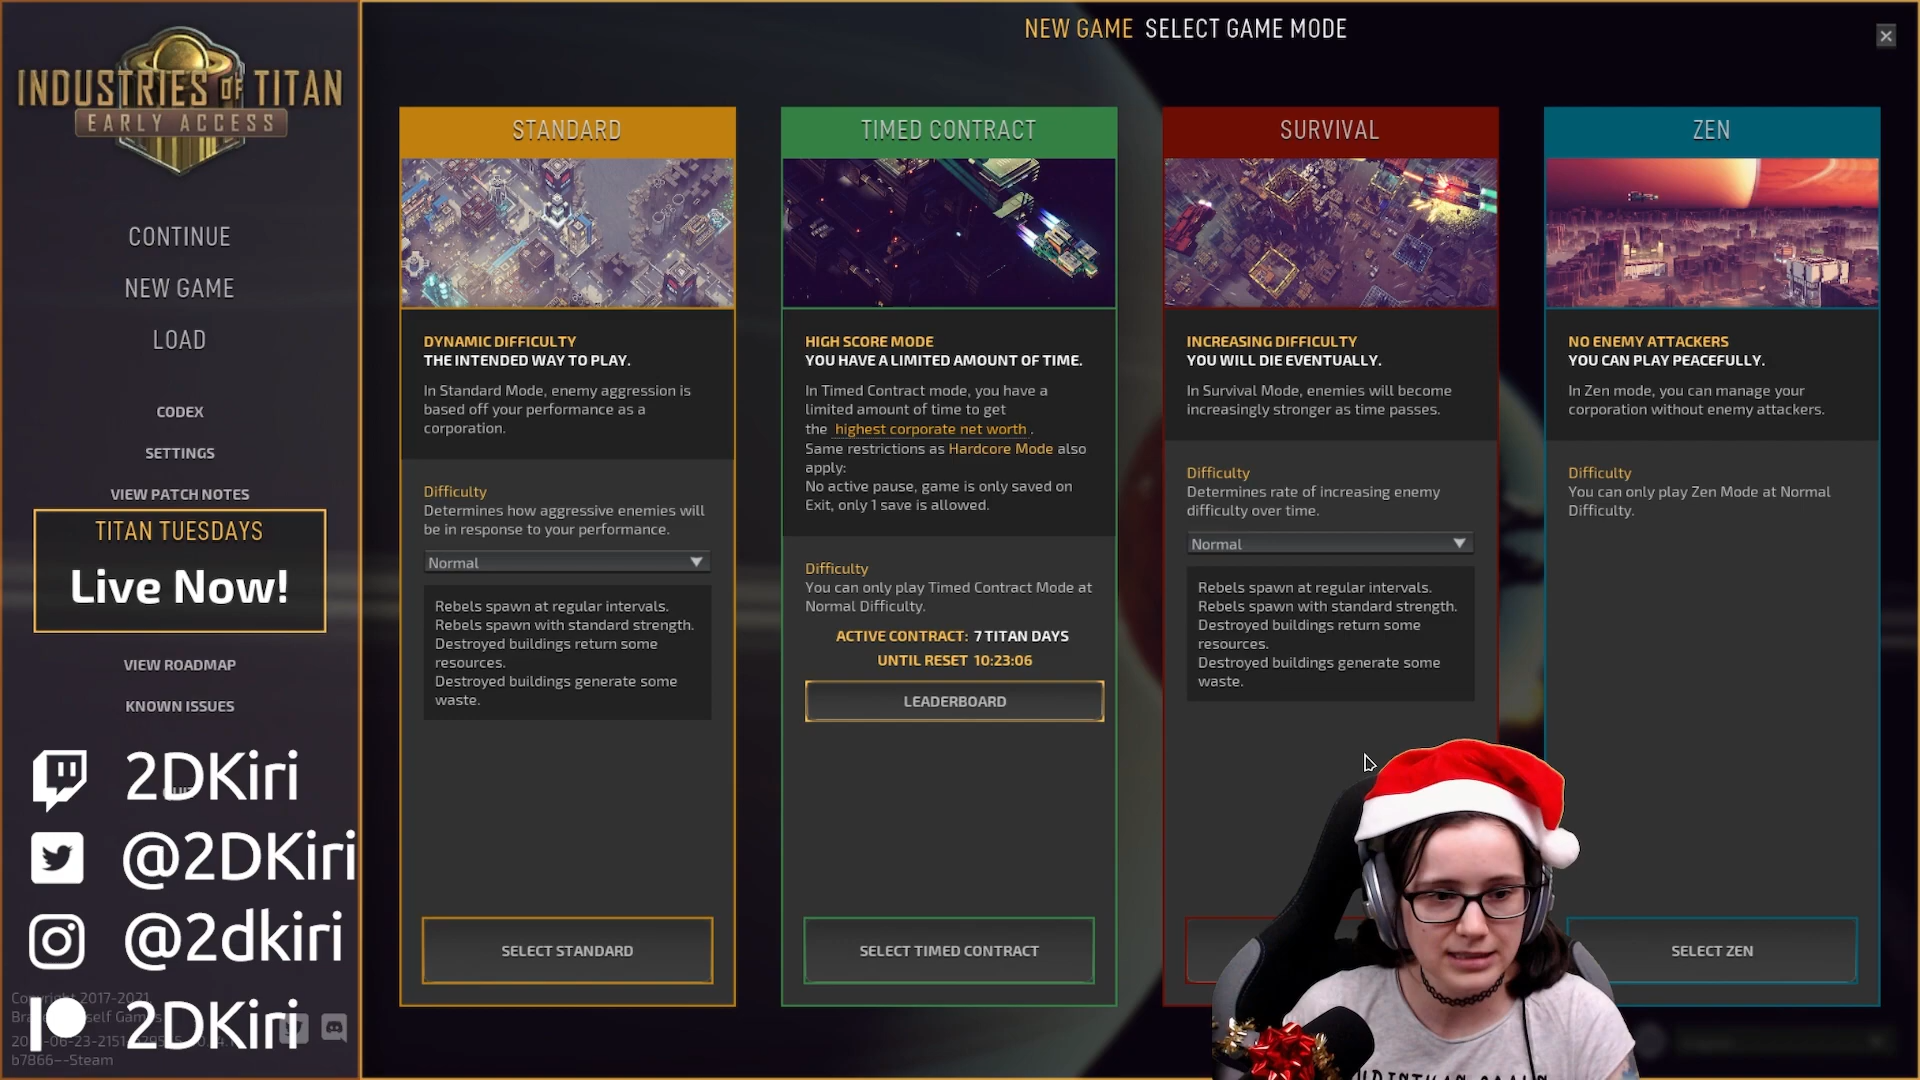 INDUSTRIES OF TITAN
EARLY ACCESS
CONTINUE
NEW GAME
LOAD
CODEX
SETTINGS
VIEW PATCH NOTES
TITAN TUESDAYS
Live Now!
VIEW ROADMAP
KNOWN ISSUES
2DKiri
@2DKiri
@2dkiri
2DKiri
Copyright 2017-2021
b7866--Steam
NEW GAME SELECT GAME MODE
STANDARD
DYNAMIC DIFFICULTY
THE INTENDED WAY TO PLAY.
In Standard Mode, enemy aggression is
based off your performance as a
corporation.
Difficulty
Determines how aggressive enemies will
be in response to your performance.
Normal
Rebels spawn at regular intervals.
Rebels spawn with standard strength.
Destroyed buildings return some
resources.
Destroyed buildings generate some
waste.
SELECT STANDARD
TIMED CONTRACT
HIGH SCORE MODE
YOU HAVE A LIMITED AMOUNT OF TIME.
In Timed Contract mode, you have a
limited amount of time to get
the highest corporate net worth .
Same restrictions as Hardcore Mode also
apply:
No active pause, game is only saved on
Exit, only 1 save is allowed.
Difficulty
You can only play Timed Contract Mode at
Normal Difficulty.
ACTIVE CONTRACT: 7 TITAN DAYS
UNTIL RESET 10:23:06
LEADERBOARD
SELECT TIMED CONTRACT
SURVIVAL
INCREASING DIFFICULTY
YOU WILL DIE EVENTUALLY.
In Survival Mode, enemies will become
increasingly stronger as time passes.
Difficulty
Determines rate of increasing enemy
difficulty over time.
Normal
Rebels spawn at regular intervals.
Rebels spawn with standard strength.
Destroyed buildings return some
resources.
Destroyed buildings generate some
waste.
ZEN
NO ENEMY ATTACKERS
YOU CAN PLAY PEACEFULLY.
In Zen mode, you can manage your
corporation without enemy attackers.
Difficulty
You can only play Zen Mode at Normal
Difficulty.
SELECT ZEN